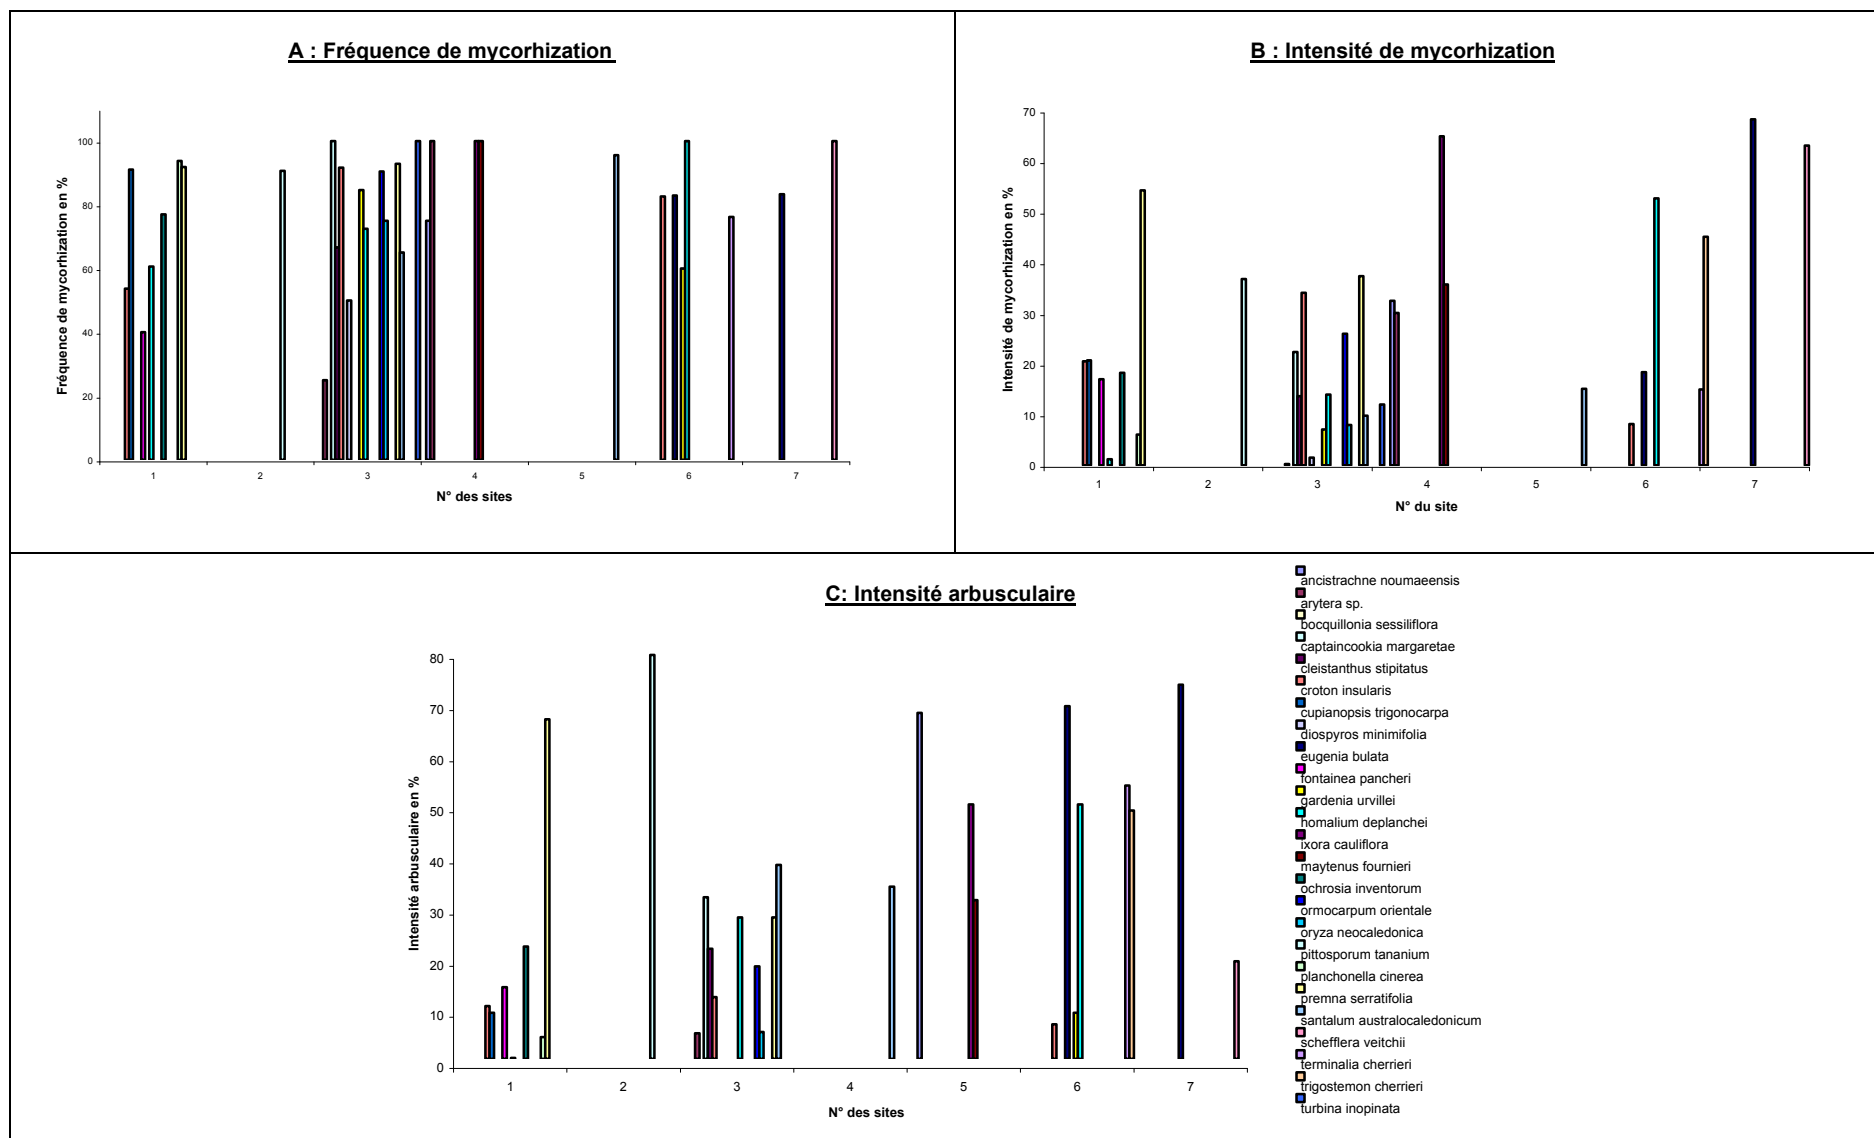 A : Fréquence de mycorhization
Fréquence de mycorhization en %
100
80
60
40
20
0
1 2 3 4 5 6 7
N° des sites
B : Intensité de mycorhization
Intensité de mycorhization en %
70
60
50
40
30
20
10
0
1 2 3 4 5 6 7
N° du site
C: Intensité arbusculaire
Intensité arbusculaire en %
80
70
60
50
40
30
20
10
0
1 2 3 4 5 6 7
N° des sites
ancistrachne noumaeensis
arytera sp.
bocquillonia sessiliflora
captaincookia margaretae
cleistanthus stipitatus
croton insularis
cupianopsis trigonocarpa
diospyros minimifolia
eugenia bulata
fontainea pancheri
gardenia urvillei
homalium deplanchei
ixora cauliflora
maytenus fournieri
ochrosia inventorum
ormocarpum orientale
oryza neocaledonica
pittosporum tananium
planchonella cinerea
premna serratifolia
santalum australocaledonicum
schefflera veitchii
terminalia cherrieri
trigostemon cherrieri
turbina inopinata